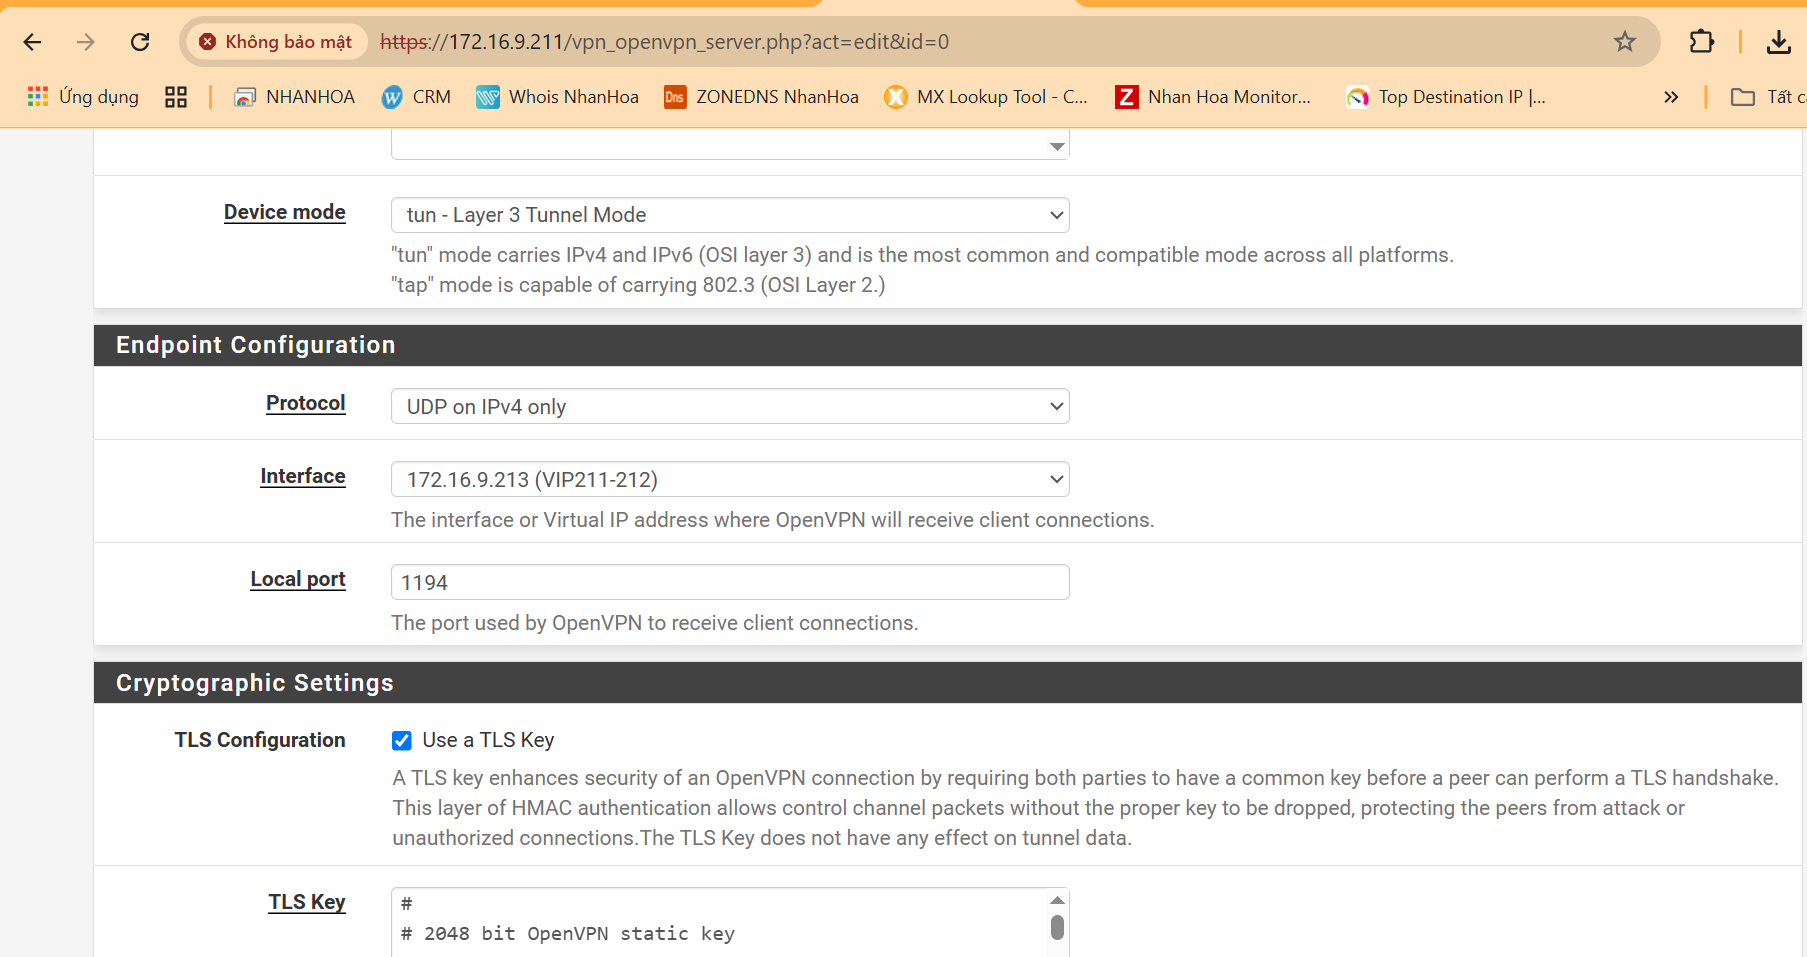 Không bảo mật https://172.16.9.211/vpn_openvpn_server.php?act=edit&id=0
Ứng dụng NHANHOA CRM Whois NhanHoa Dns ZONEDNS NhanHoa MX Lookup Tool - C... Z Nhan Hoa Monitor... Top Destination IP |... » Tất c
Device mode
tun - Layer 3 Tunnel Mode
"tun" mode carries IPv4 and IPv6 (OSI layer 3) and is the most common and compatible mode across all platforms.
"tap" mode is capable of carrying 802.3 (OSI Layer 2.)
Endpoint Configuration
Protocol
UDP on IPv4 only
Interface
172.16.9.213 (VIP211-212)
The interface or Virtual IP address where OpenVPN will receive client connections.
Local port
1194
The port used by OpenVPN to receive client connections.
Cryptographic Settings
TLS Configuration
Use a TLS Key
A TLS key enhances security of an OpenVPN connection by requiring both parties to have a common key before a peer can perform a TLS handshake.
This layer of HMAC authentication allows control channel packets without the proper key to be dropped, protecting the peers from attack or
unauthorized connections.The TLS Key does not have any effect on tunnel data.
TLS Key
#
# 2048 bit OpenVPN static key